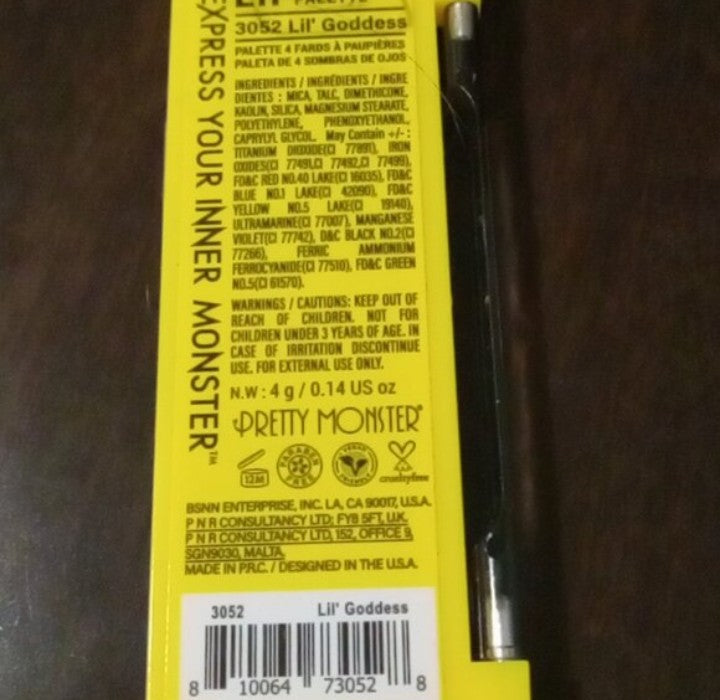 EXPRESS YOUR INNER MONSTER™
PALETTE
3052 Lil' Goddess
PALETTE 4 FARDS À PAUPIÈRES
PALETA DE 4 SOMBRAS DE OJOS
INGREDIENTS / INGRÉDIENTS / INGRE
DIENTES : MICA, TALC, DIMETHICONE,
KAOLIN, SILICA, MAGNESIUM STEARATE,
POLYETHYLENE, PHENOXYETHANOL,
CAPRYLYL GLYCOL. May Contain +/- :
TITANIUM DIOXIDE(CI 77891), IRON
OXIDES(CI 77491,CI 77492,CI 77499),
FD&C RED NO.40 LAKE(CI 16035), FD&C
BLUE NO.1 LAKE(CI 42090), FD&C
YELLOW NO.5 LAKE(CI 19140),
ULTRAMARINE(CI 77007), MANGANESE
VIOLET(CI 77742), D&C BLACK NO.2(CI
77266), FERRIC AMMONIUM
FERROCYANIDE(CI 77510), FD&C GREEN
NO.5(CI 61570).
WARNINGS / CAUTIONS: KEEP OUT OF
REACH OF CHILDREN. NOT FOR
CHILDREN UNDER 3 YEARS OF AGE. IN
CASE OF IRRITATION DISCONTINUE
USE. FOR EXTERNAL USE ONLY.
N.W : 4 g / 0.14 US oz
PRETTY MONSTER®
12M
PARABEN FREE
VEGAN FRIENDLY
crueltyfree
BSNN ENTERPRISE, INC. LA, CA 90017, U.S.A.
P N R CONSULTANCY LTD; FY8 5FT, U.K.
P N R CONSULTANCY LTD, 152, OFFICE 9,
SGN9030, MALTA.
MADE IN P.R.C. / DESIGNED IN THE U.S.A.
3052 Lil' Goddess
8 10064 73052 8